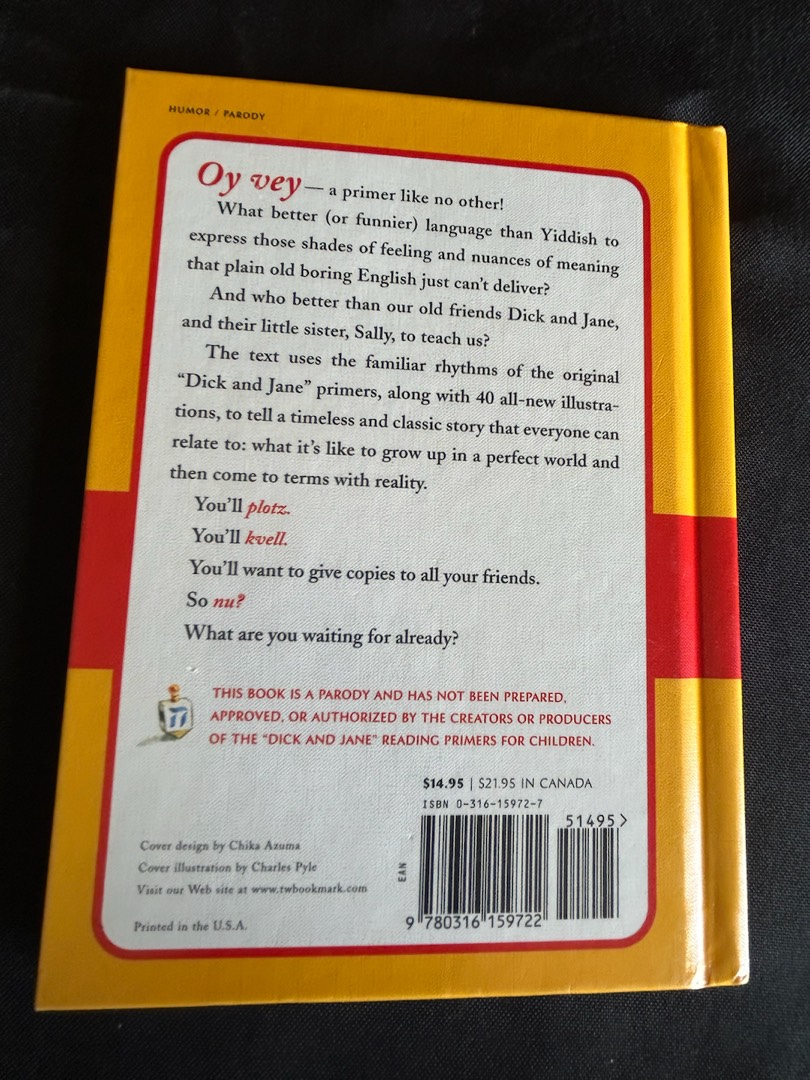 HUMOR / PARODY
Oy vey — a primer like no other!
What better (or funnier) language than Yiddish to
express those shades of feeling and nuances of meaning
that plain old boring English just can't deliver?
And who better than our old friends Dick and Jane,
and their little sister, Sally, to teach us?
The text uses the familiar rhythms of the original
"Dick and Jane" primers, along with 40 all-new illustra-
tions, to tell a timeless and classic story that everyone can
relate to: what it's like to grow up in a perfect world and
then come to terms with reality.
You'll plotz.
You'll kvell.
You'll want to give copies to all your friends.
So nu?
What are you waiting for already?
THIS BOOK IS A PARODY AND HAS NOT BEEN PREPARED,
APPROVED, OR AUTHORIZED BY THE CREATORS OR PRODUCERS
OF THE "DICK AND JANE" READING PRIMERS FOR CHILDREN.
$14.95 | $21.95 IN CANADA
ISBN 0-316-15972-7
51495>
EAN
9 780316 159722
Cover design by Chika Azuma
Cover illustration by Charles Pyle
Visit our Web site at www.twbookmark.com
Printed in the U.S.A.